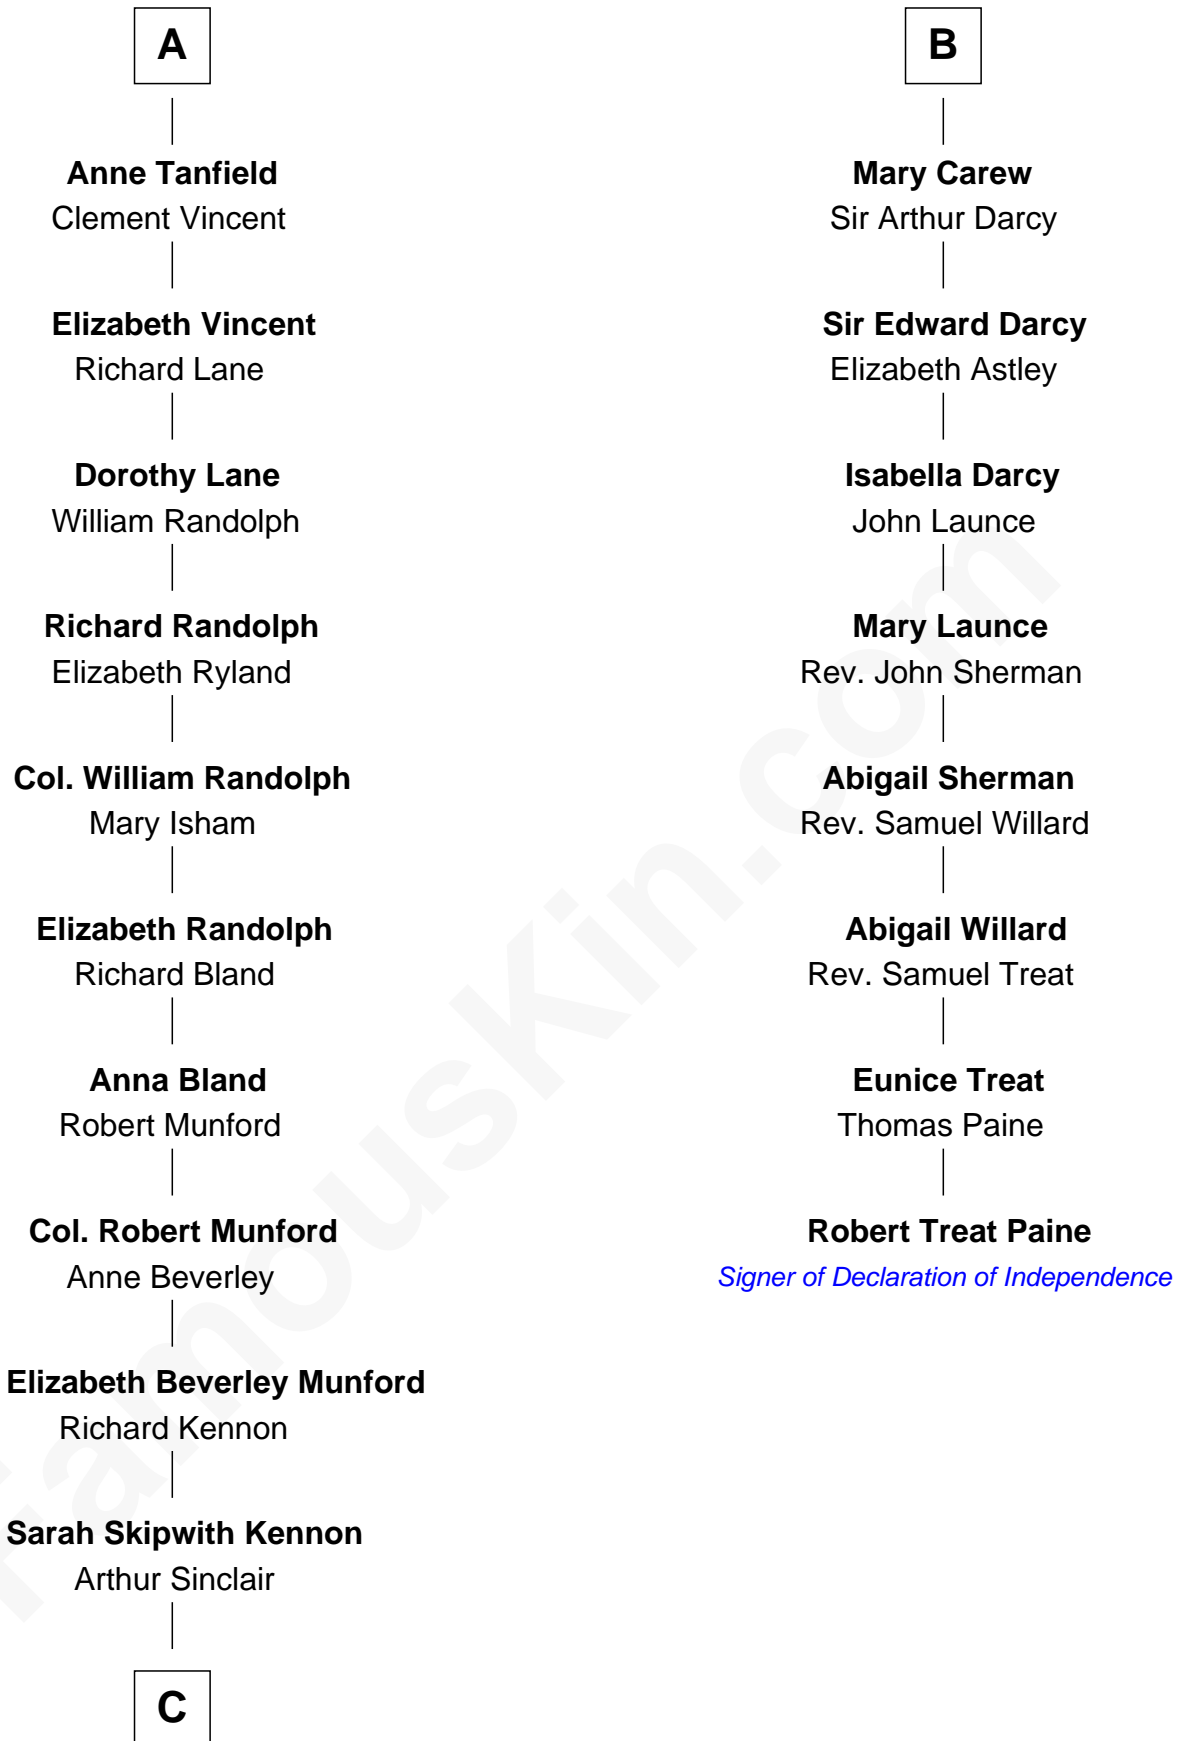 A
Anne Tanfield
Clement Vincent
Elizabeth Vincent
Richard Lane
Dorothy Lane
William Randolph
Richard Randolph
Elizabeth Ryland
Col. William Randolph
Mary Isham
Elizabeth Randolph
Richard Bland
Anna Bland
Robert Munford
Col. Robert Munford
Anne Beverley
Elizabeth Beverley Munford
Richard Kennon
Sarah Skipwith Kennon
Arthur Sinclair
C
B
Mary Carew
Sir Arthur Darcy
Sir Edward Darcy
Elizabeth Astley
Isabella Darcy
John Launce
Mary Launce
Rev. John Sherman
Abigail Sherman
Rev. Samuel Willard
Abigail Willard
Rev. Samuel Treat
Eunice Treat
Thomas Paine
Robert Treat Paine
Signer of Declaration of Independence
FamousKin.com